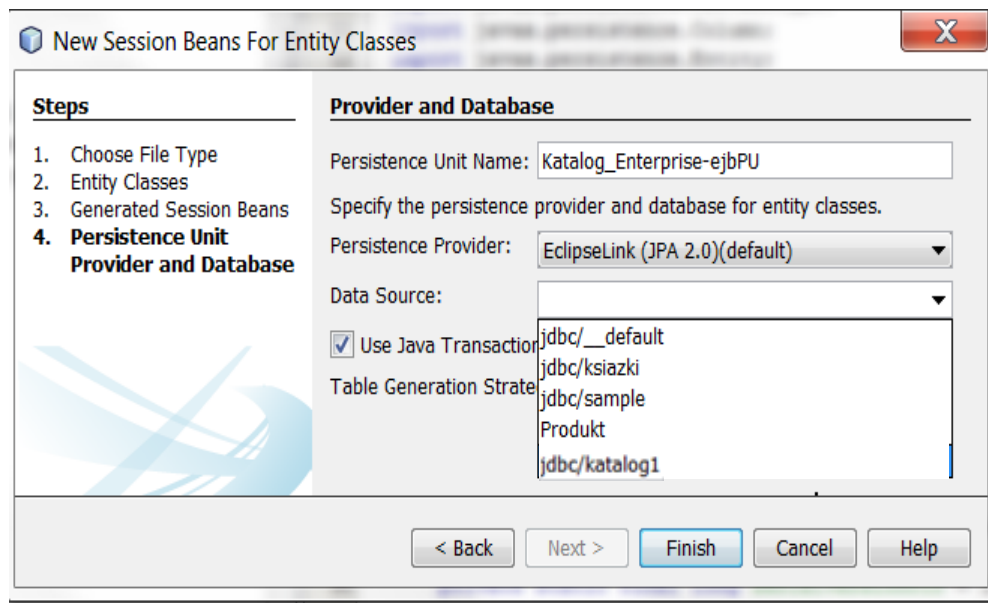 New Session Beans For Entity Classes
Steps
1. Choose File Type
2. Entity Classes
3. Generated Session Beans
4. Persistence Unit
Provider and Database
Provider and Database
Persistence Unit Name: Katalog_Enterprise-ejbPU
Specify the persistence provider and database for entity classes.
Persistence Provider: EclipseLink (JPA 2.0)(default)
Data Source:
jdbc/__default
jdbc/ksiazki
jdbc/sample
Produkt
jdbc/katalog1
Use Java Transaction
Table Generation Strate
< Back
Next >
Finish
Cancel
Help